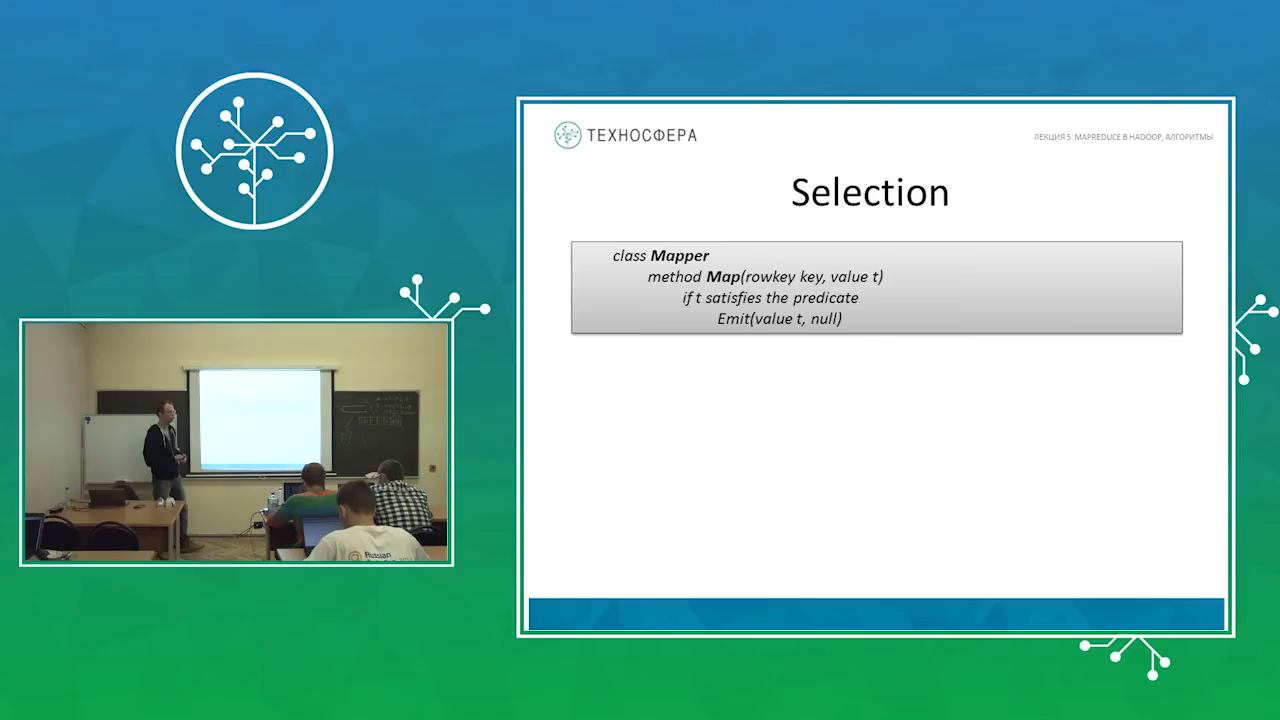 ТЕХНОСФЕРА
ЛЕКЦИЯ 5: MAPREDUCE В HADOOP, АЛГОРИТМЫ
Selection
class Mapper
method Map(rowkey key, value t)
if t satisfies the predicate
Emit(value t, null)
Russian